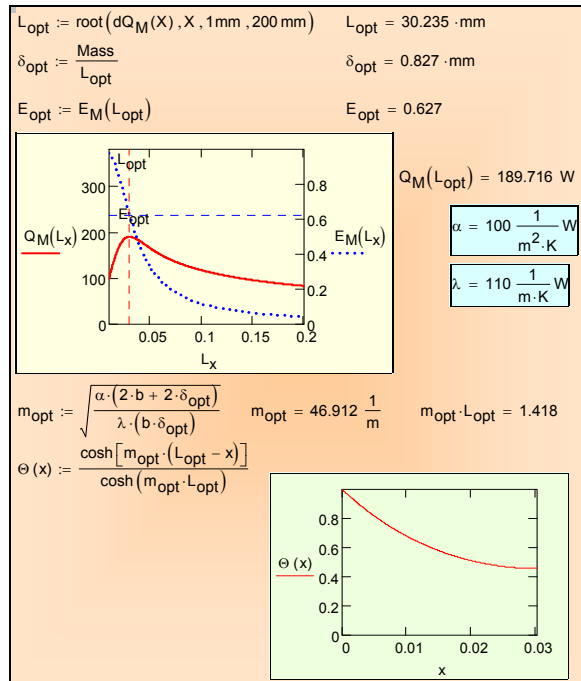 L_opt := root(dQ_M(X), X, 1mm, 200 mm)    L_opt = 30.235 ·mm
δ_opt := Mass / L_opt    δ_opt = 0.827 ·mm
E_opt := E_M(L_opt)    E_opt = 0.627
L_opt
E_opt
300
200
100
0
Q_M(L_x)
0.8
0.6
0.4
0.2
0
E_M(L_x)
0.05 0.1 0.15 0.2
L_x
Q_M(L_opt) = 189.716 W
α = 100 1/(m²·K) W
λ = 110 1/(m·K) W
m_opt := √(α·(2·b + 2·δ_opt) / (λ·(b·δ_opt)))    m_opt = 46.912 1/m    m_opt·L_opt = 1.418
Θ(x) := cosh[m_opt·(L_opt − x)] / cosh(m_opt·L_opt)
0.8
0.6
0.4
0.2
0
Θ(x)
0 0.01 0.02 0.03
x